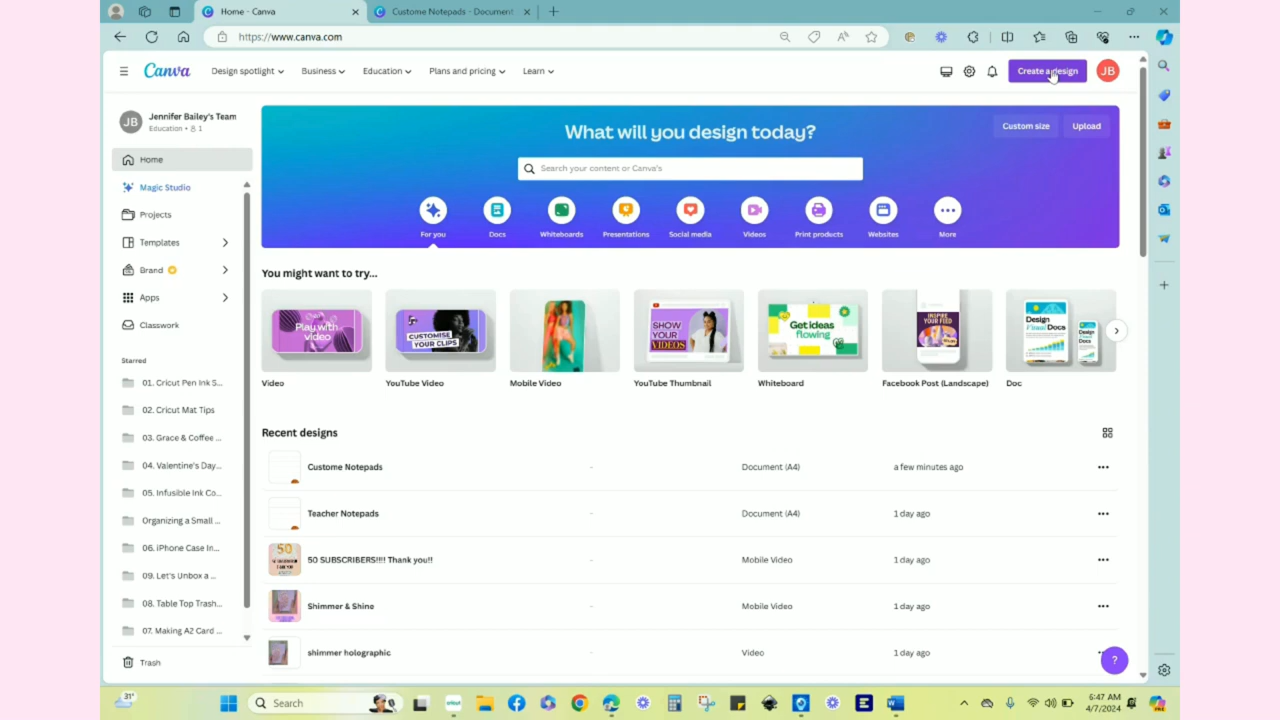 Home - Canva
Custome Notepads - Document
https://www.canva.com
Canva
Design spotlight
Business
Education
Plans and pricing
Learn
Create a design
JB
JB
Jennifer Bailey's Team
Education • 1
Home
Magic Studio
Projects
Templates
Brand
Apps
Classwork
Starred
01. Cricut Pen Ink S...
02. Cricut Mat Tips
03. Grace & Coffee ...
04. Valentine's Day...
05. Infusible Ink Co...
Organizing a Small ...
06. iPhone Case In...
09. Let's Unbox a ...
08. Table Top Trash...
07. Making A2 Card ...
Trash
What will you design today?
Custom size
Upload
Search your content or Canva's
For you
Docs
Whiteboards
Presentations
Social media
Videos
Print products
Websites
More
You might want to try...
Play with video
CUSTOMISE YOUR CLIPS
SHOW YOUR VIDEOS
Get ideas flowing
INSPIRE YOUR FEED
Design Visual Docs
Design Visual Docs
Video
YouTube Video
Mobile Video
YouTube Thumbnail
Whiteboard
Facebook Post (Landscape)
Doc
Recent designs
Custome Notepads - Document (A4) a few minutes ago
Teacher Notepads - Document (A4) 1 day ago
50 SUBSCRIBERS!!!! Thank you!! - Mobile Video 1 day ago
Shimmer & Shine - Mobile Video 1 day ago
shimmer holographic - Video 1 day ago
50
?
31°
Search
cricut
6:47 AM
4/7/2024